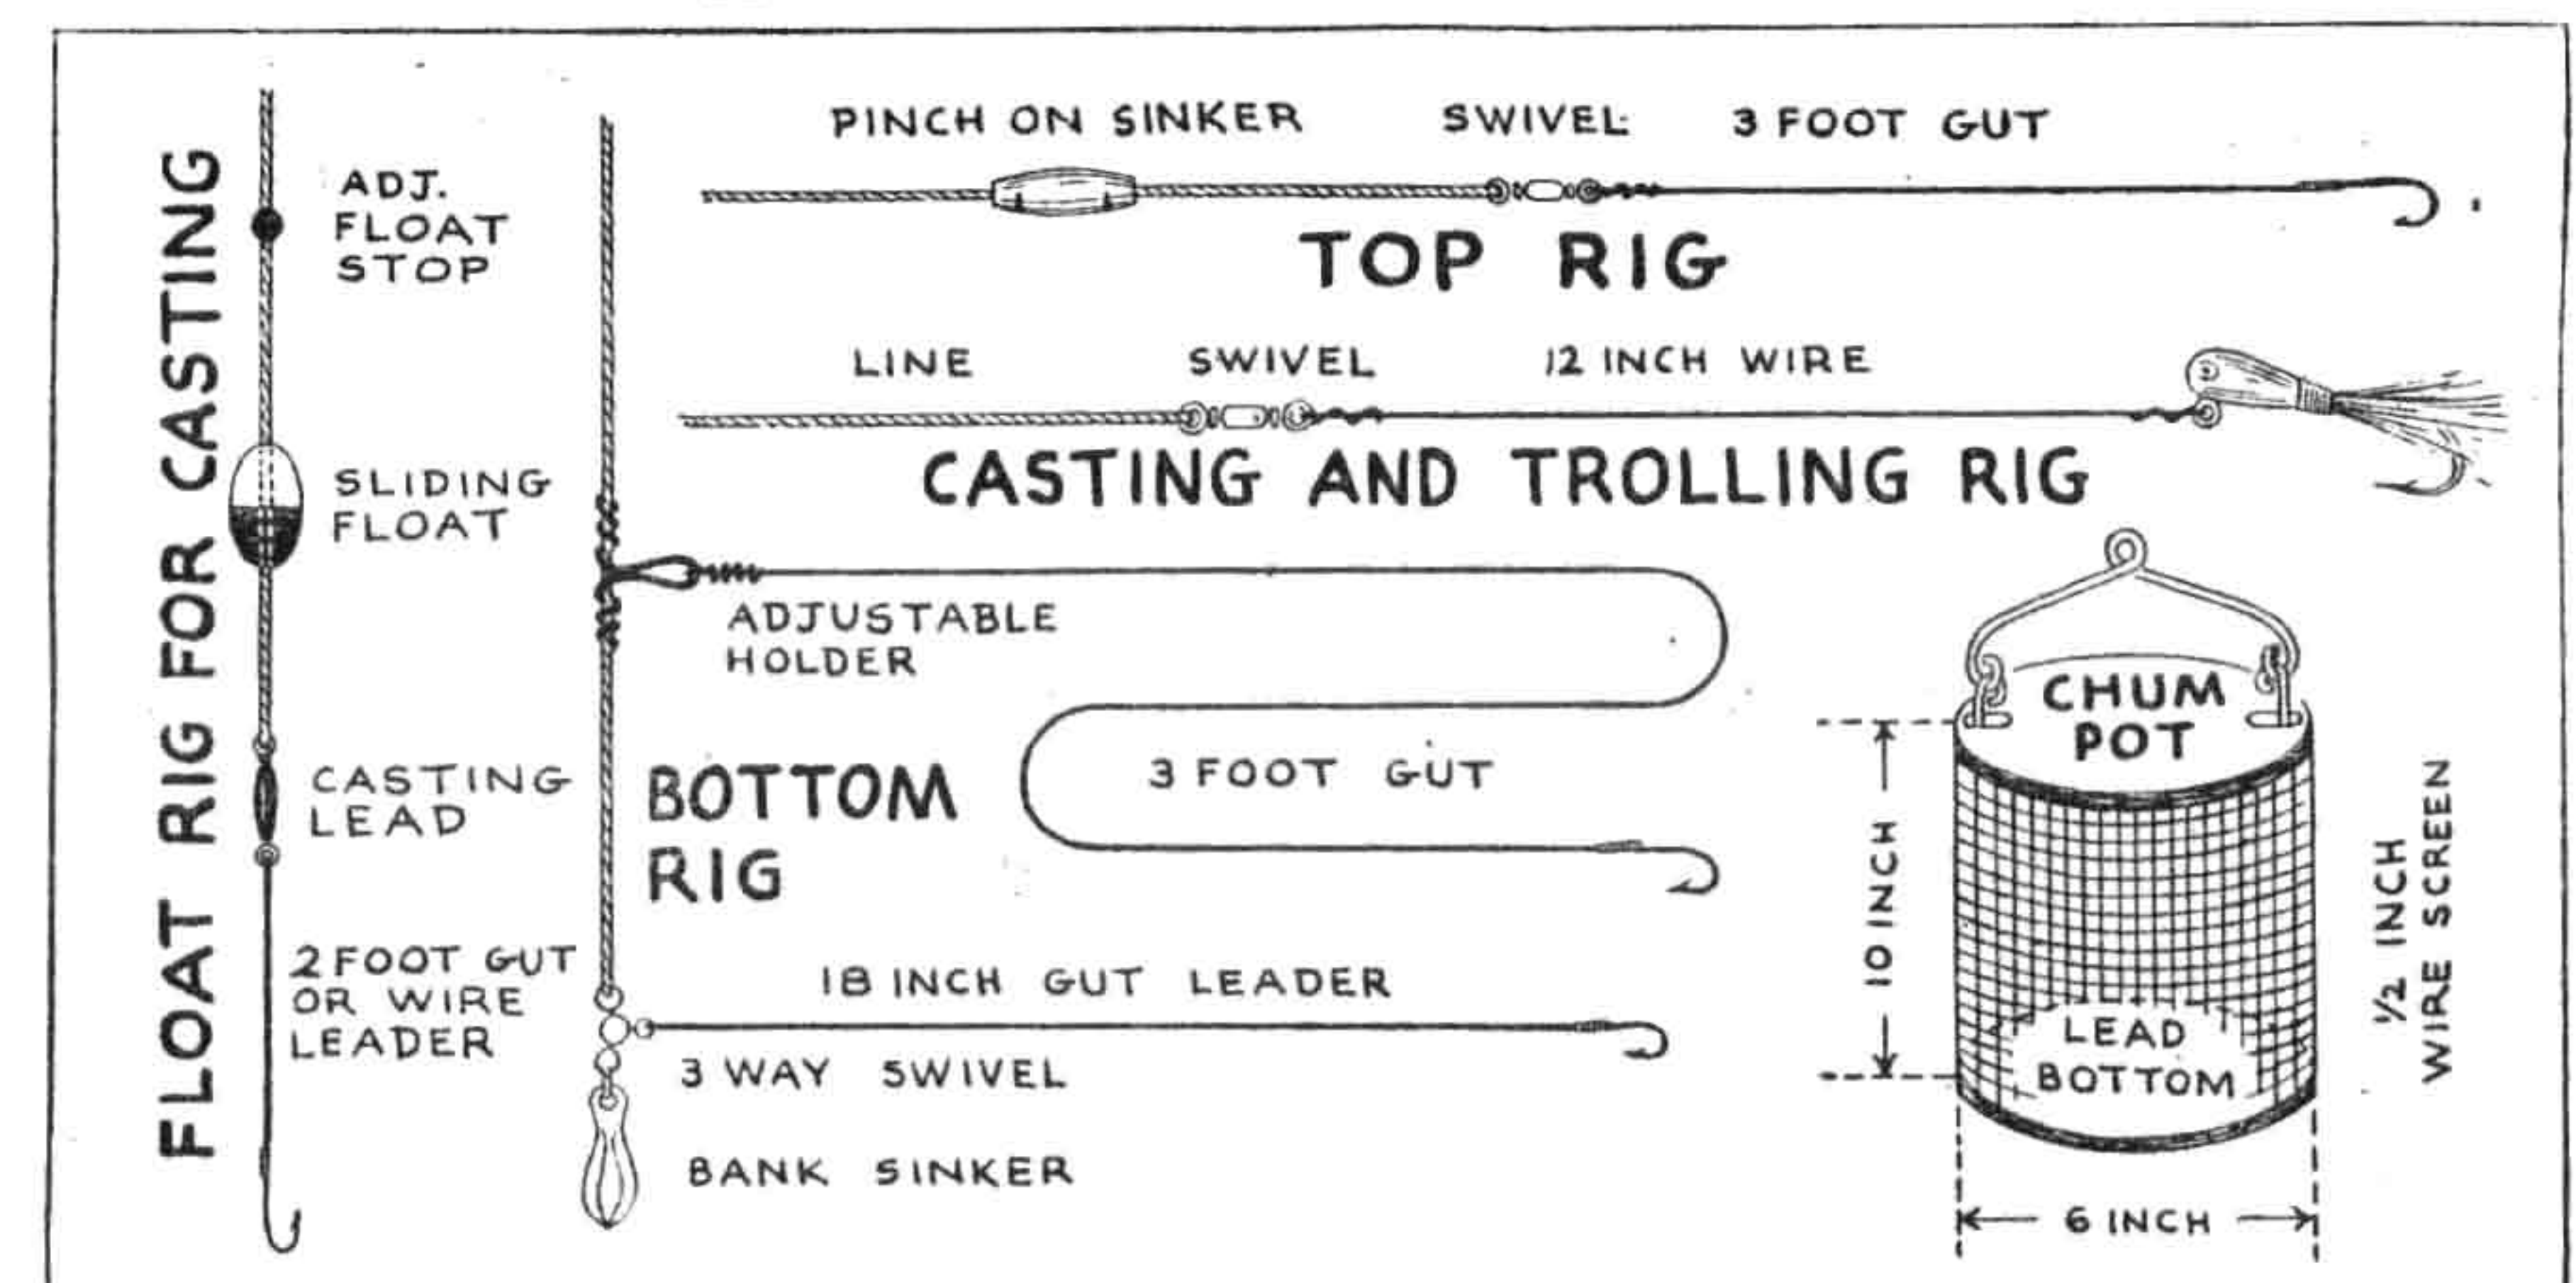 FLOAT RIG FOR CASTING
ADJ.
FLOAT
STOP
SLIDING
FLOAT
CASTING
LEAD
2 FOOT GUT
OR WIRE
LEADER
PINCH ON SINKER SWIVEL 3 FOOT GUT
TOP RIG
LINE SWIVEL 12 INCH WIRE
CASTING AND TROLLING RIG
ADJUSTABLE
HOLDER
3 FOOT GUT
BOTTOM
RIG
18 INCH GUT LEADER
3 WAY SWIVEL
BANK SINKER
CHUM
POT
10 INCH
LEAD
BOTTOM
6 INCH
1/2 INCH
WIRE SCREEN